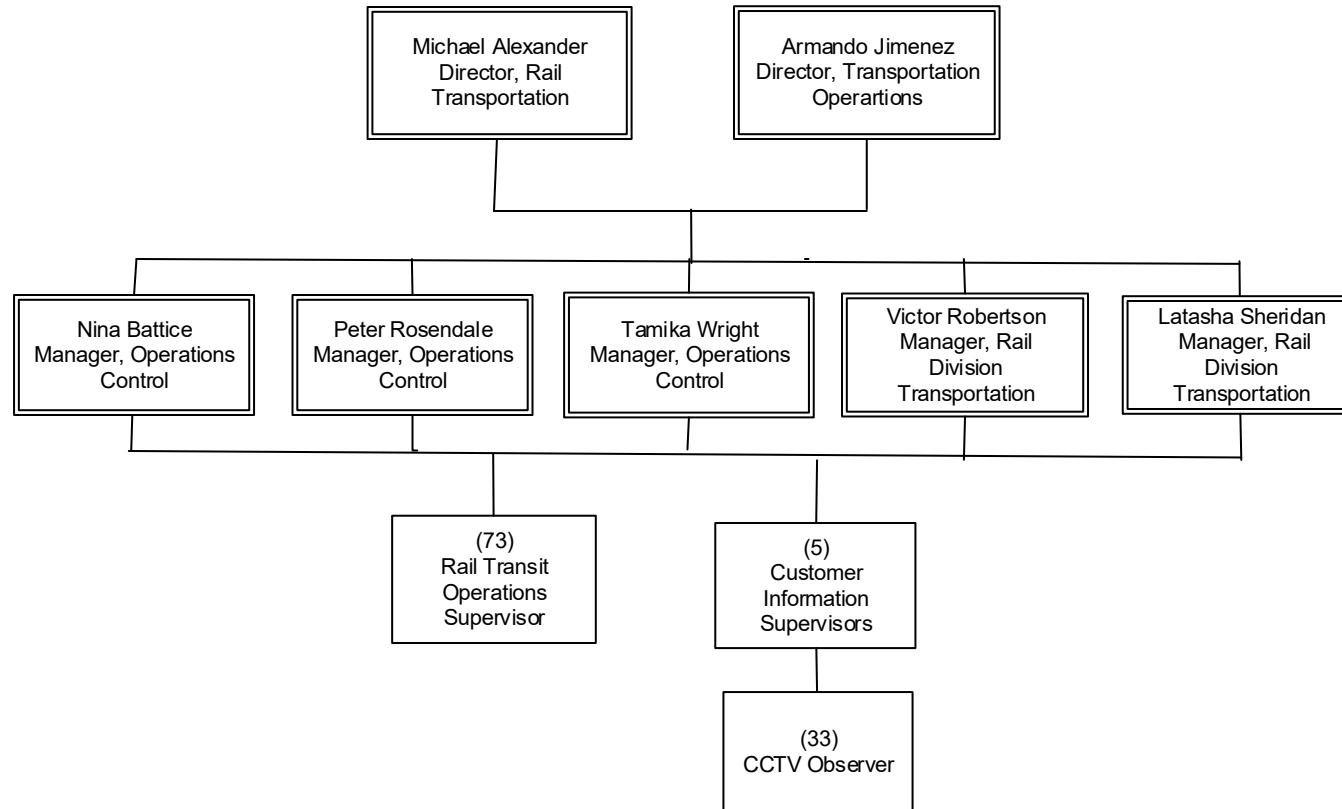 Michael Alexander
Director, Rail
Transportation
Armando Jimenez
Director, Transportation
Operartions
Nina Battice
Manager, Operations
Control
Peter Rosendale
Manager, Operations
Control
Tamika Wright
Manager, Operations
Control
Victor Robertson
Manager, Rail
Division
Transportation
Latasha Sheridan
Manager, Rail
Division
Transportation
(73)
Rail Transit
Operations
Supervisor
(5)
Customer
Information
Supervisors
(33)
CCTV Observer